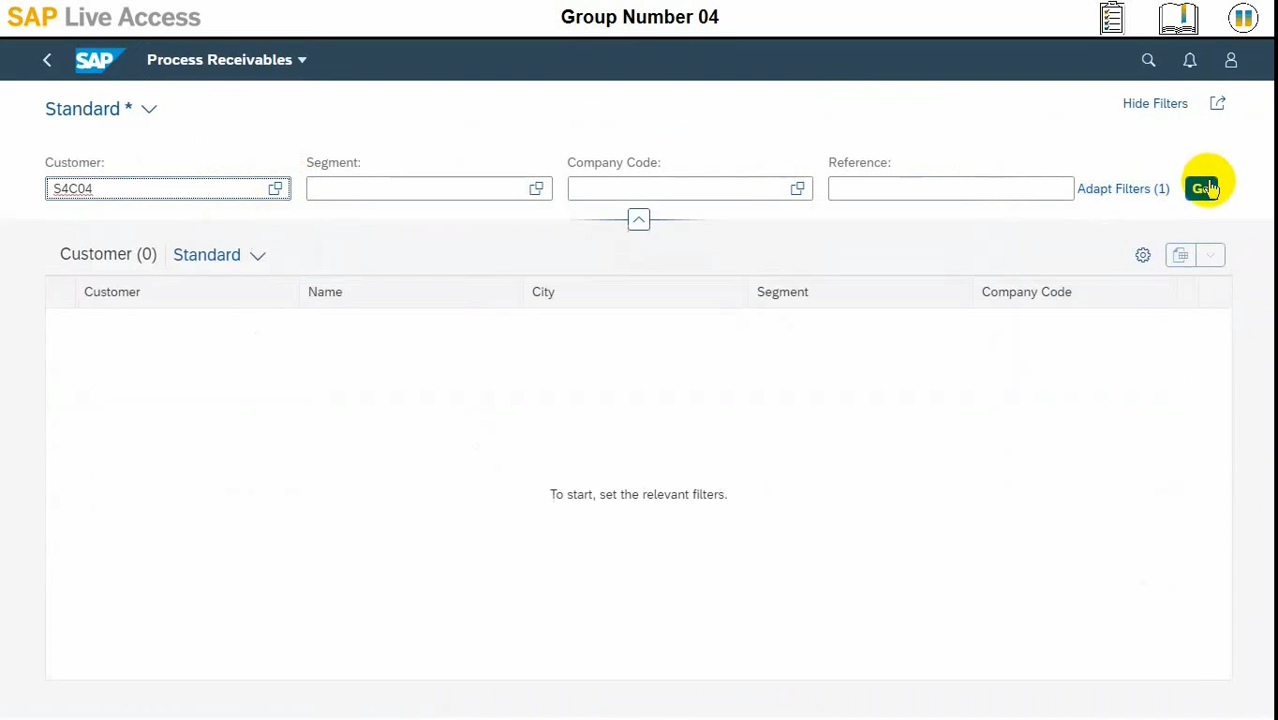 SAP Live Access
Group Number 04
SAP
Process Receivables
Standard *
Hide Filters
Customer:
Segment:
Company Code:
Reference:
S4C04
Adapt Filters (1)
Customer (0)
Standard
Customer
Name
City
Segment
Company Code
To start, set the relevant filters.